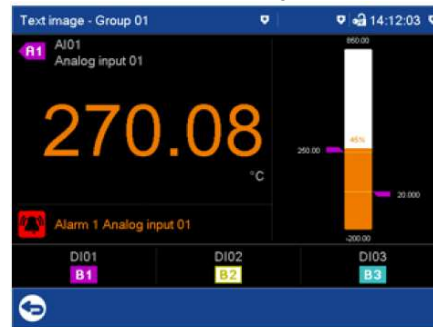 Text image - Group 01
14:12:03
A1
AI01
Analog input 01
270.08
°C
Alarm 1 Analog input 01
850.00
45%
250.00
20.000
-200.00
DI01
DI02
DI03
B1
B2
B3